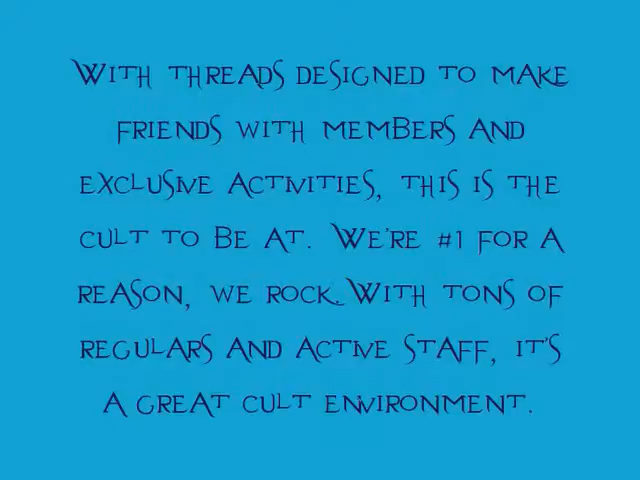 With threads designed to make
friends with members and
exclusive activities, this is the
cult to be at. We're #1 for a
reason, we rock. With tons of
regulars and active staff, it's
a great cult environment.